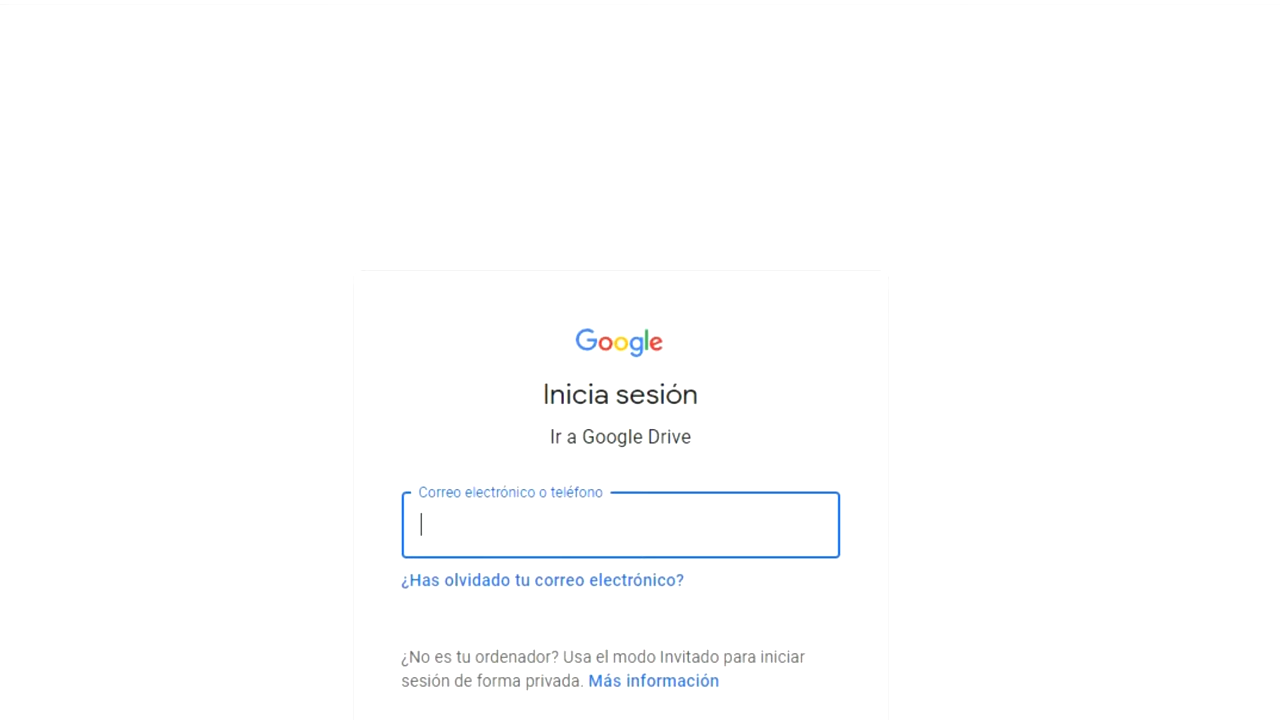 Google
Inicia sesión
Ir a Google Drive
Correo electrónico o teléfono
¿Has olvidado tu correo electrónico?
¿No es tu ordenador? Usa el modo Invitado para iniciar
sesión de forma privada. Más información